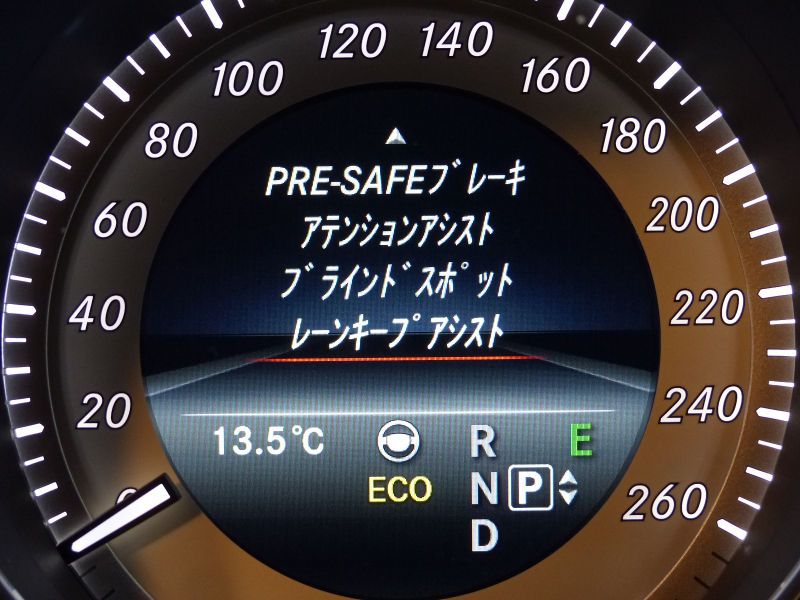 120 140
100 160
80 180
60 200
40 220
20 240
0 260
PRE-SAFEブレーキ
アテンションアシスト
ブラインドスポット
レーンキープアシスト
13.5℃ R E
ECO N P
D